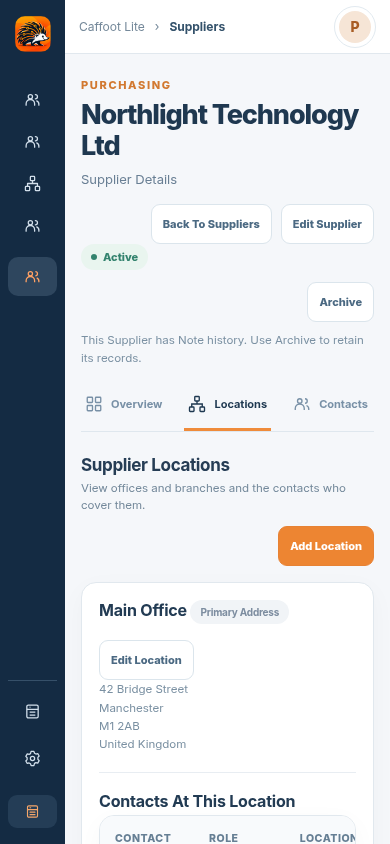 Caffoot Lite › Suppliers
P
PURCHASING
Northlight Technology
Ltd
Supplier Details
Back To Suppliers
Edit Supplier
Active
Archive
This Supplier has Note history. Use Archive to retain
its records.
Overview
Locations
Contacts
Supplier Locations
View offices and branches and the contacts who
cover them.
Add Location
Main Office
Primary Address
Edit Location
42 Bridge Street
Manchester
M1 2AB
United Kingdom
Contacts At This Location
CONTACT ROLE LOCATION